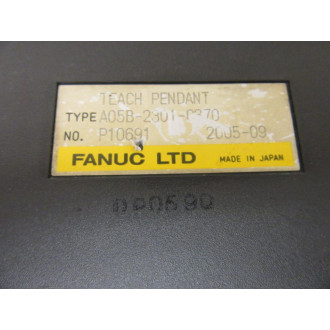 TEACH PENDANT
TYPE A05B-2301-C370
NO. P10691 2005-09
FANUC LTD MADE IN JAPAN